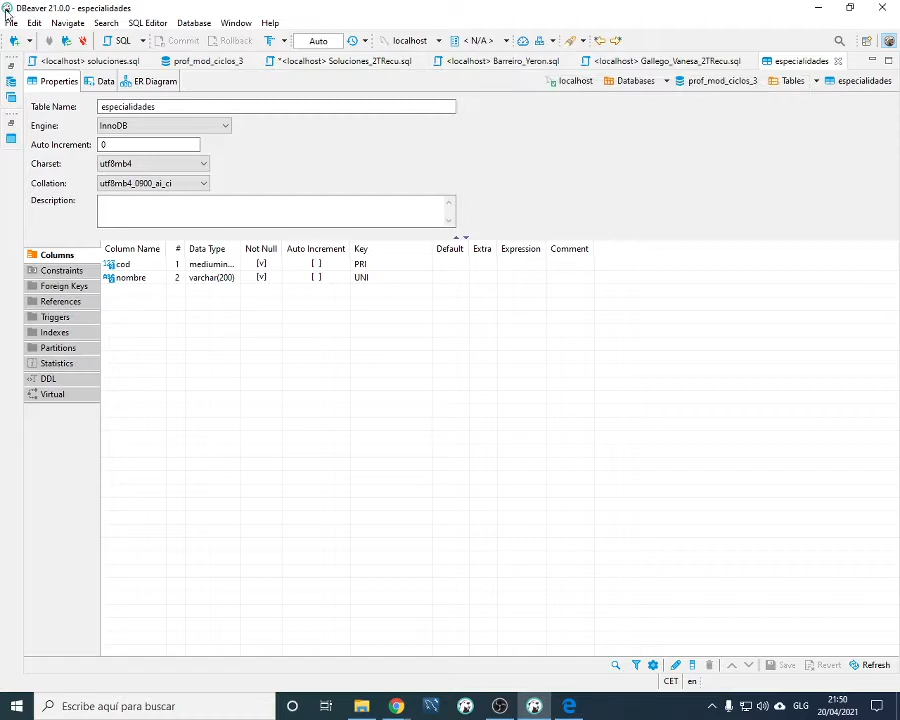 DBeaver 21.0.0 - especialidades
File Edit Navigate Search SQL Editor Database Window Help
SQL Commit Rollback Auto localhost < N/A >
<localhost> soluciones.sql prof_mod_ciclos_3 *<localhost> Soluciones_2TRecu.sql <localhost> Barreiro_Yeron.sql <localhost> Gallego_Vanesa_2TRecu.sql especialidades
Properties Data ER Diagram localhost Databases prof_mod_ciclos_3 Tables especialidades
Table Name: especialidades
Engine: InnoDB
Auto Increment: 0
Charset: utf8mb4
Collation: utf8mb4_0900_ai_ci
Description:
Column Name # Data Type Not Null Auto Increment Key Default Extra Expression Comment
123 cod 1 mediumin... [v] [ ] PRI
ABC nombre 2 varchar(200) [v] [ ] UNI
Columns
Constraints
Foreign Keys
References
Triggers
Indexes
Partitions
Statistics
DDL
Virtual
Save Revert Refresh
CET en
Escribe aquí para buscar
GLG
21:50
20/04/2021